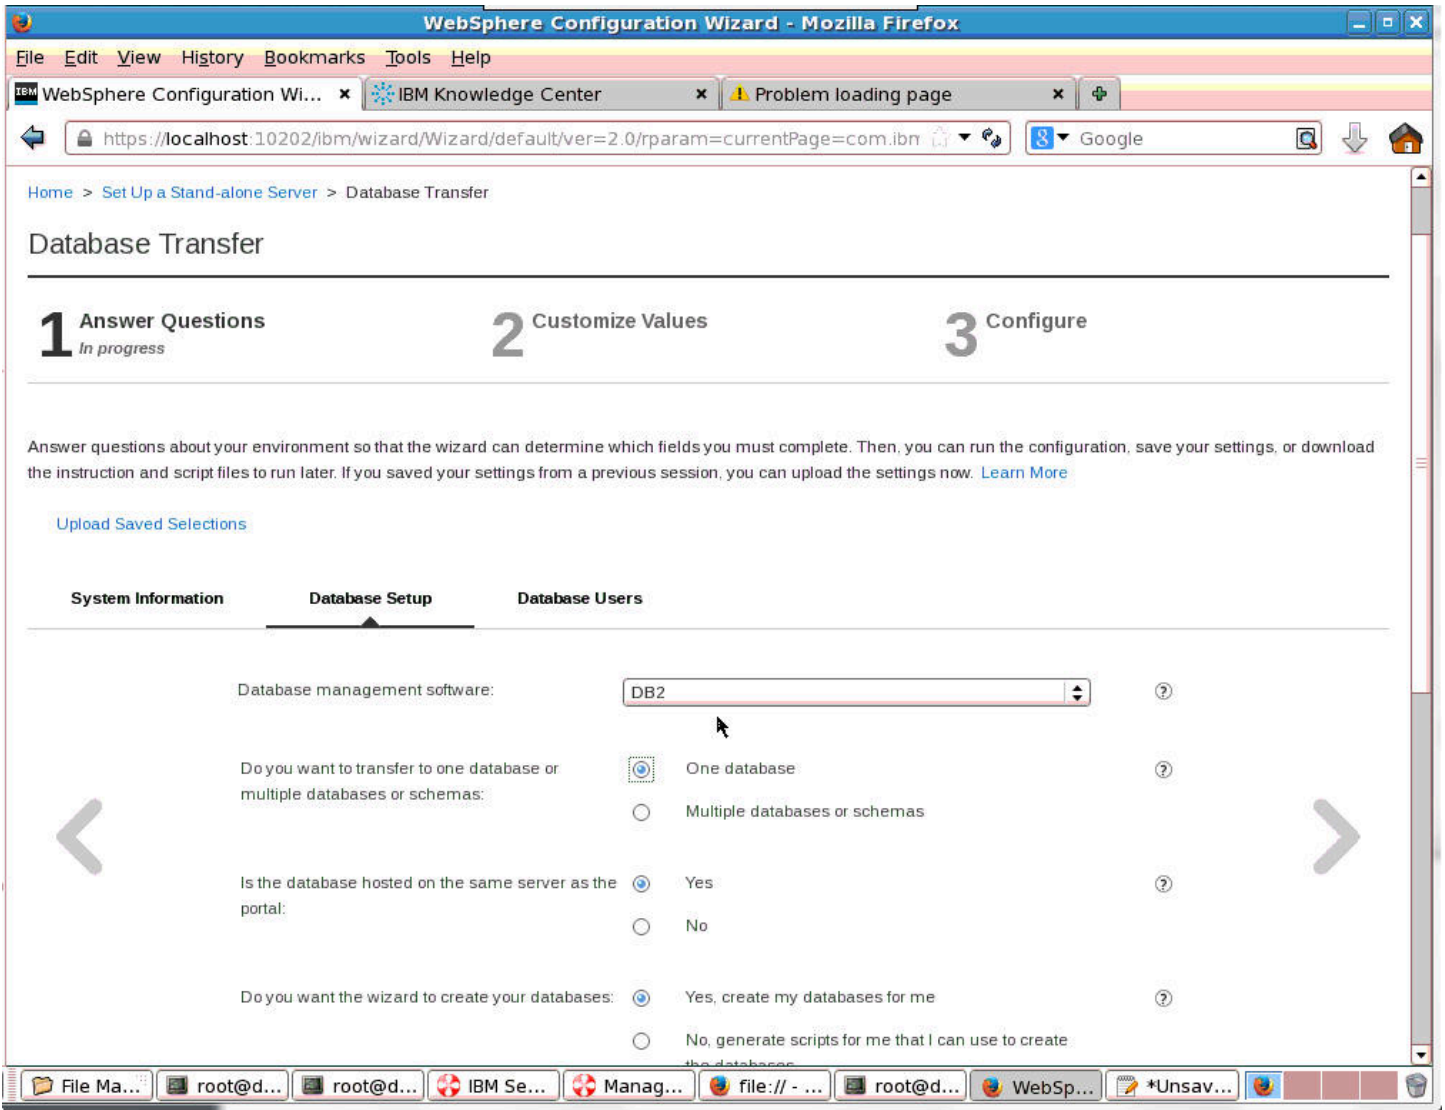 WebSphere Configuration Wizard - Mozilla Firefox
File Edit View History Bookmarks Tools Help
IBM WebSphere Configuration Wi... IBM Knowledge Center Problem loading page
https://localhost:10202/ibm/wizard/Wizard/default/ver=2.0/rparam=currentPage=com.ibm 8 Google
Home > Set Up a Stand-alone Server > Database Transfer
Database Transfer
1 Answer Questions
In progress
2 Customize Values
3 Configure
Answer questions about your environment so that the wizard can determine which fields you must complete. Then, you can run the configuration, save your settings, or download
the instruction and script files to run later. If you saved your settings from a previous session, you can upload the settings now. Learn More
Upload Saved Selections
System Information Database Setup Database Users
Database management software: DB2 ?
Do you want to transfer to one database or
multiple databases or schemas:
One database ?
Multiple databases or schemas
Is the database hosted on the same server as the
portal:
Yes ?
No
Do you want the wizard to create your databases: Yes, create my databases for me ?
No, generate scripts for me that I can use to create
the databases
File Ma... root@d... root@d... IBM Se... Manag... file:// - ... root@d... WebSp... *Unsav...